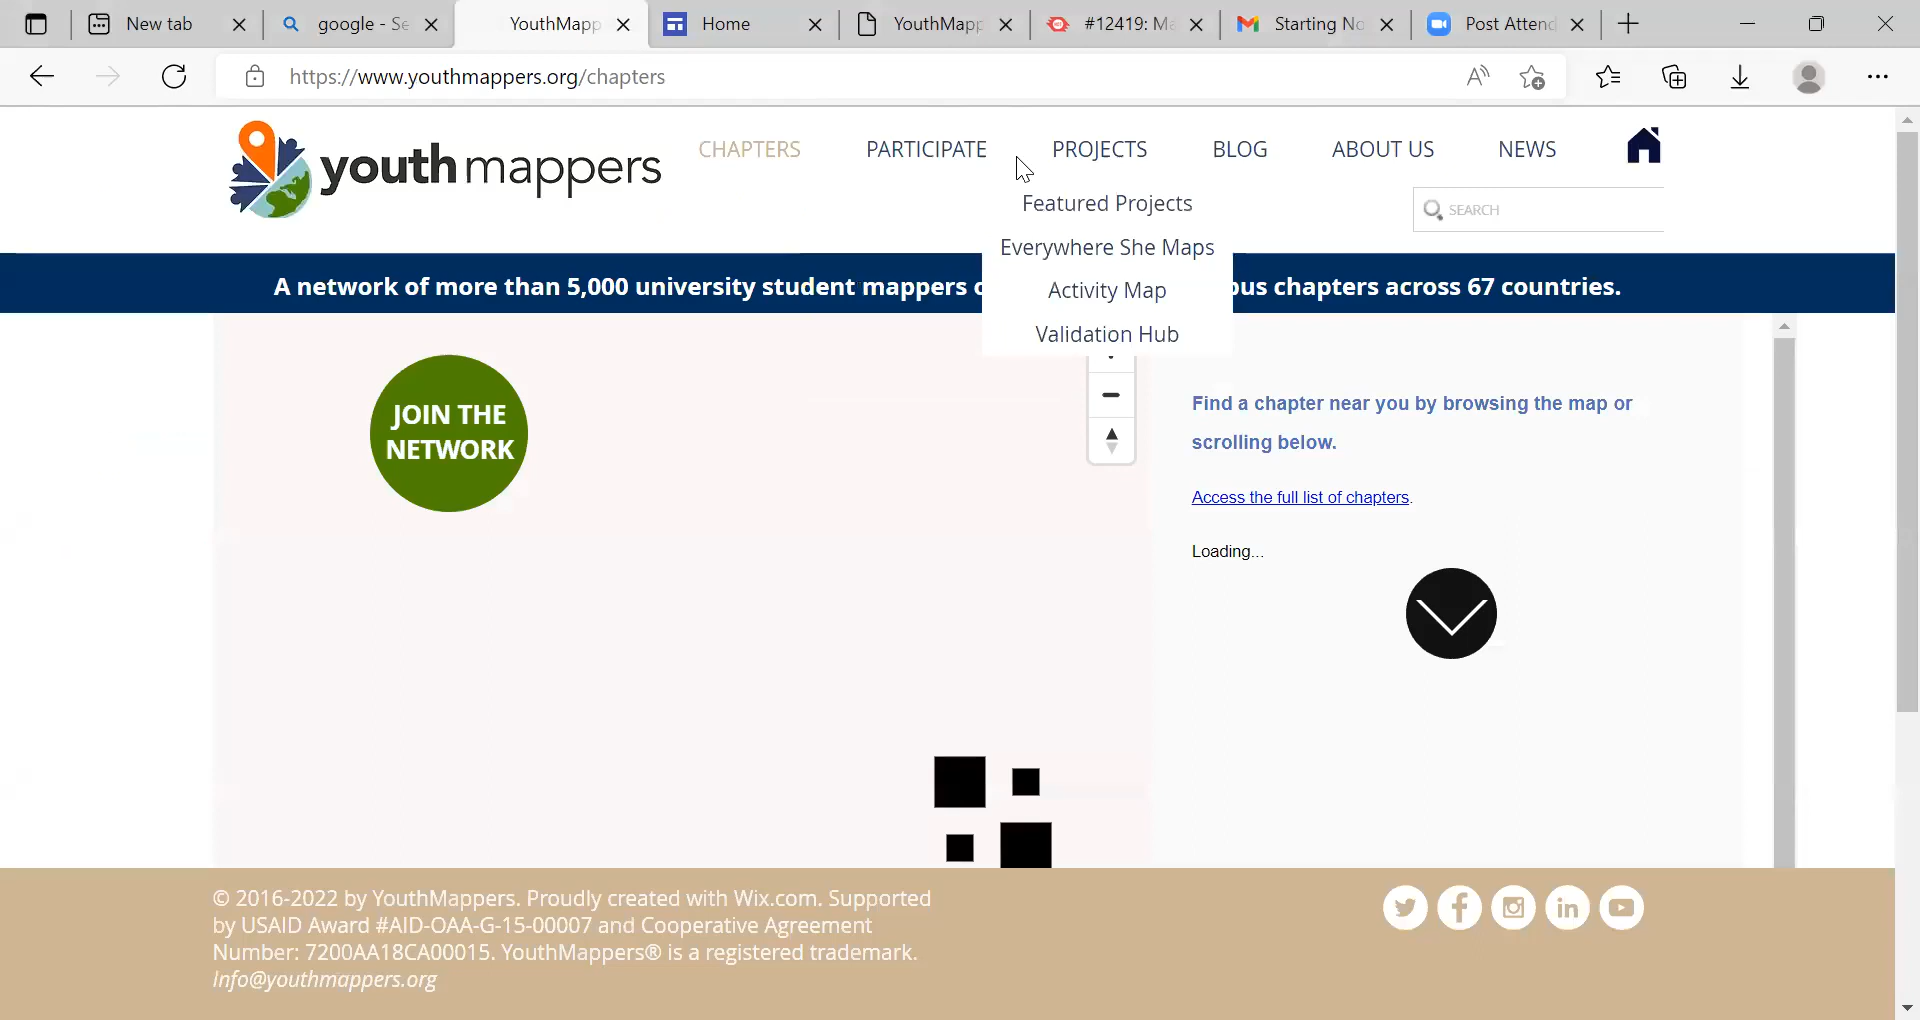 New tab
google - Se
YouthMapp
Home
YouthMapp
#12419: Ma
Starting No
Post Attend
https://www.youthmappers.org/chapters
youthmappers
CHAPTERS
PARTICIPATE
PROJECTS
BLOG
ABOUT US
NEWS
Featured Projects
Everywhere She Maps
Activity Map
Validation Hub
SEARCH
A network of more than 5,000 university student mappers o us chapters across 67 countries.
JOIN THE
NETWORK
Find a chapter near you by browsing the map or
scrolling below.
Access the full list of chapters.
Loading...
© 2016-2022 by YouthMappers. Proudly created with Wix.com. Supported
by USAID Award #AID-OAA-G-15-00007 and Cooperative Agreement
Number: 7200AA18CA00015. YouthMappers® is a registered trademark.
Info@youthmappers.org